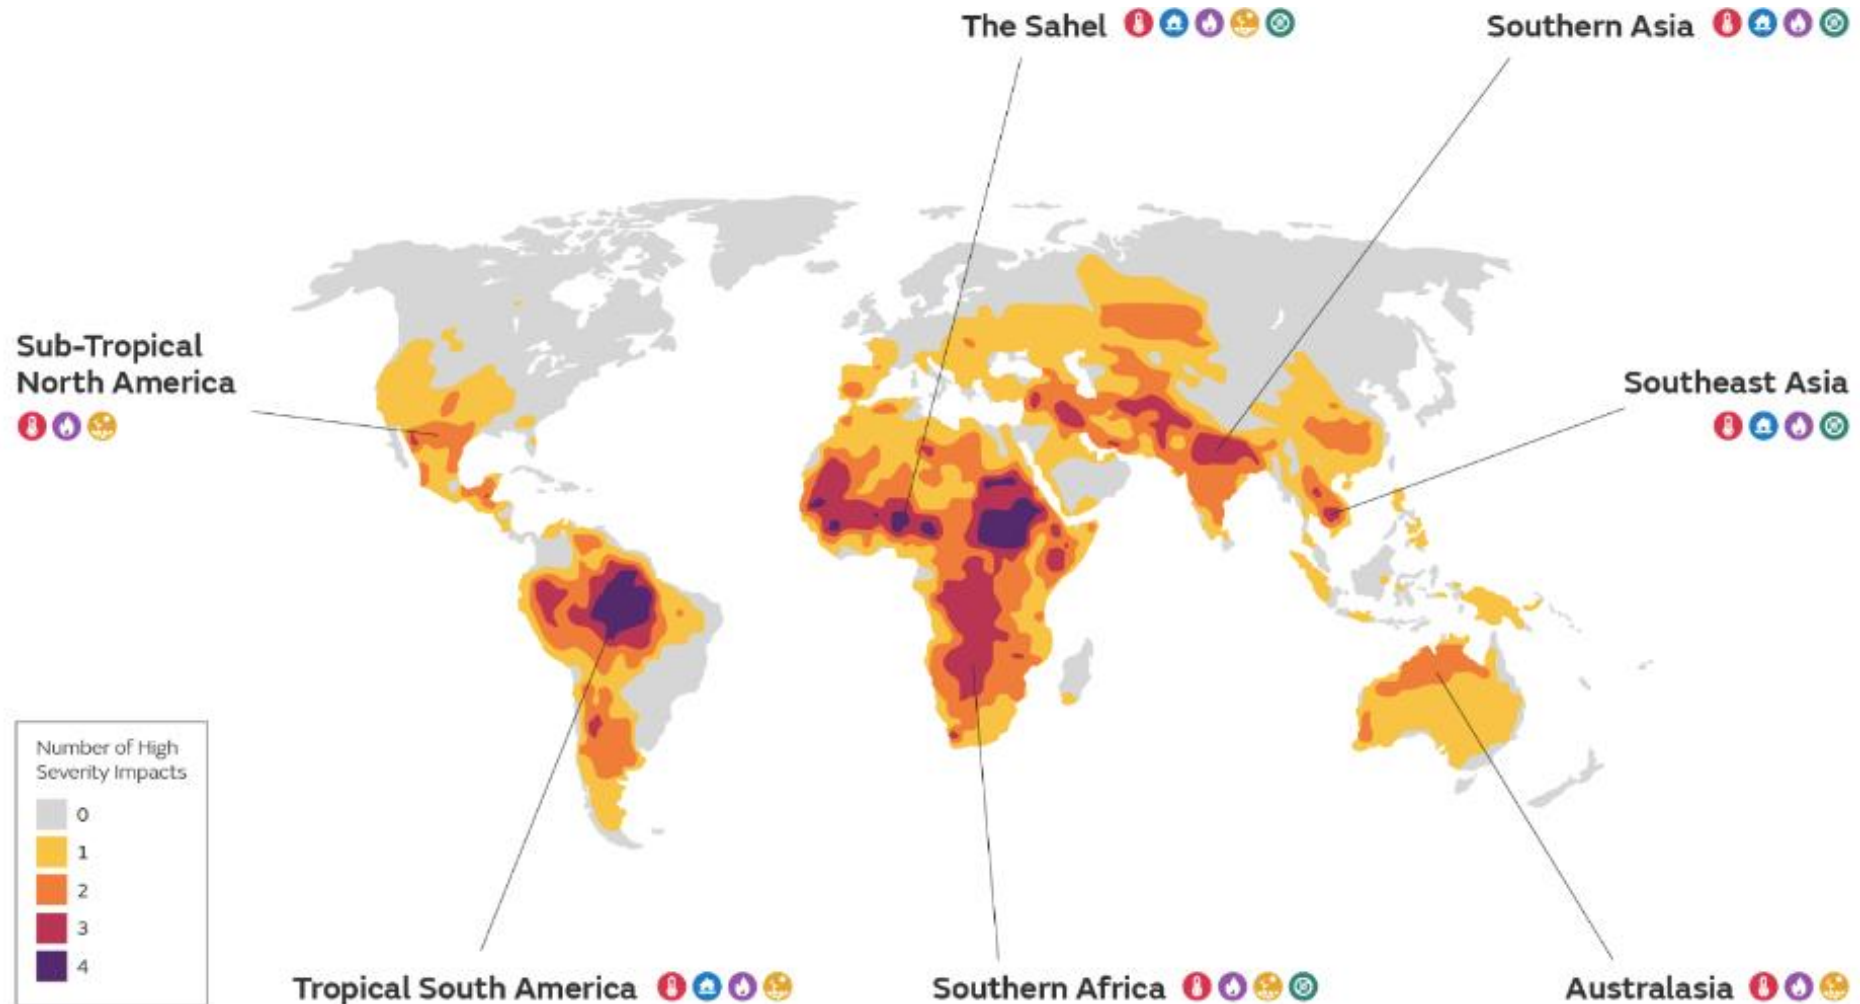 The Sahel
Southern Asia
Sub-Tropical
North America
Southeast Asia
Number of High
Severity Impacts
0
1
2
3
4
Tropical South America
Southern Africa
Australasia